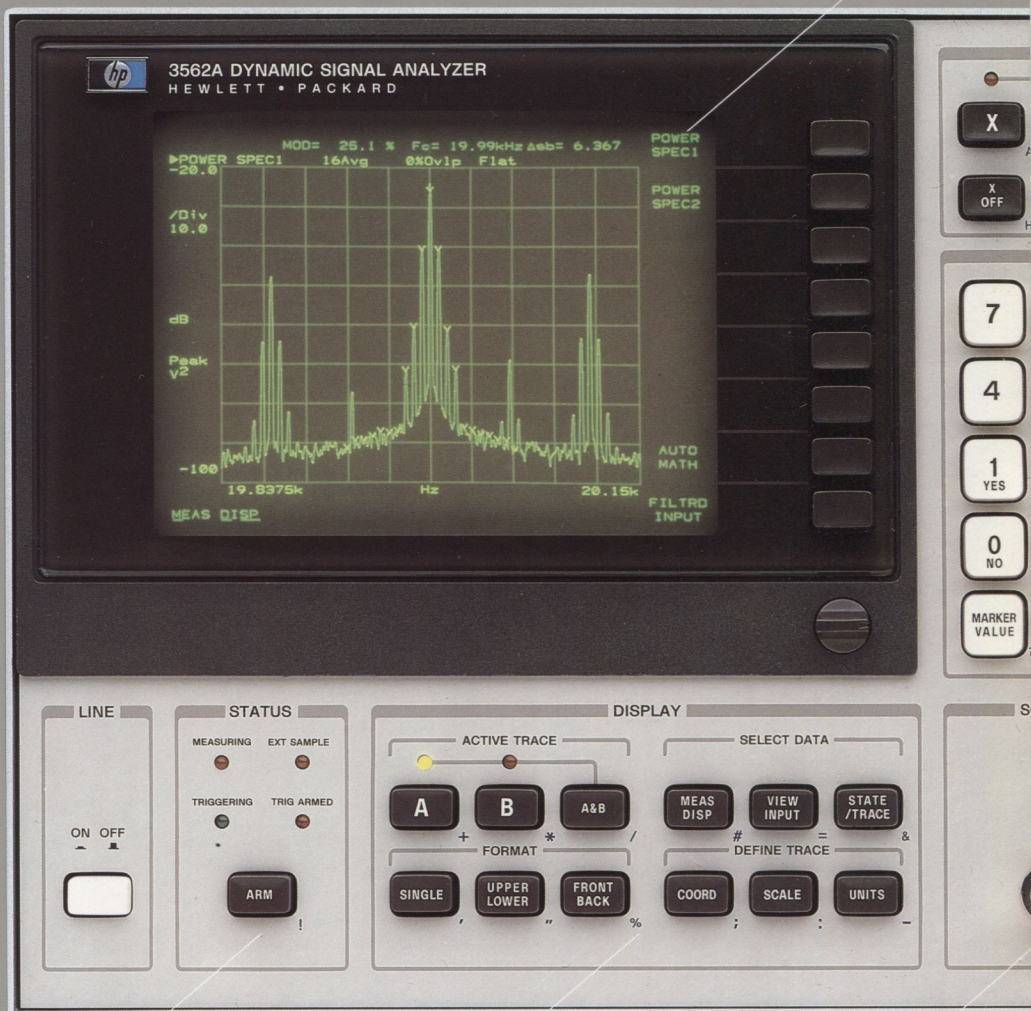 hp
3562A DYNAMIC SIGNAL ANALYZER
HEWLETT • PACKARD
MOD= 25.1 % Fc= 19.99kHz Δsb= 6.367
▶POWER SPEC1 16Avg 0%Ovlp Flat
-20.0
/Div
10.0
dB
Peak
V2
-100
19.8375k Hz 20.15k
MEAS DISP
POWER
SPEC1
POWER
SPEC2
AUTO
MATH
FILTRD
INPUT
X
X
OFF
7
4
1
YES
0
NO
MARKER
VALUE
LINE
ON OFF
STATUS
MEASURING EXT SAMPLE
TRIGGERING TRIG ARMED
ARM
!
DISPLAY
ACTIVE TRACE
A + B * A&B /
FORMAT
SINGLE '
UPPER
LOWER "
FRONT
BACK %
SELECT DATA
MEAS
DISP #
VIEW
INPUT =
STATE
/TRACE &
DEFINE TRACE
COORD ; SCALE : UNITS –